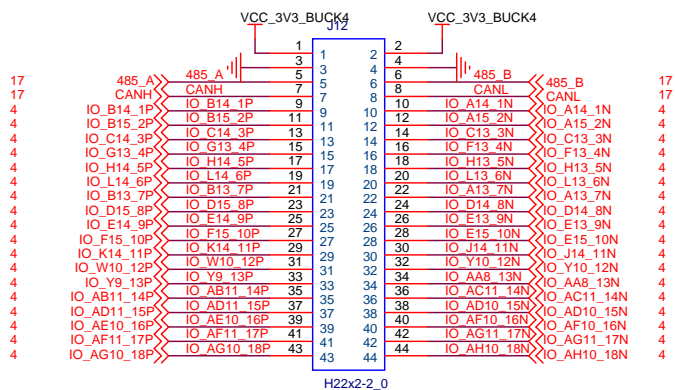 VCC_3V3_BUCK4 VCC_3V3_BUCK4
J12
1 1 2 2
3 3 4 4
17 485_A 485_A 5 5 6 6 485_B 485_B 17
17 CANH CANH 7 7 8 8 CANL CANL 17
4 IO_B14_1P IO_B14_1P 9 9 10 10 IO_A14_1N IO_A14_1N 4
4 IO_B15_2P IO_B15_2P 11 11 12 12 IO_A15_2N IO_A15_2N 4
4 IO_C14_3P IO_C14_3P 13 13 14 14 IO_C13_3N IO_C13_3N 4
4 IO_G13_4P IO_G13_4P 15 15 16 16 IO_F13_4N IO_F13_4N 4
4 IO_H14_5P IO_H14_5P 17 17 18 18 IO_H13_5N IO_H13_5N 4
4 IO_L14_6P IO_L14_6P 19 19 20 20 IO_L13_6N IO_L13_6N 4
4 IO_B13_7P IO_B13_7P 21 21 22 22 IO_A13_7N IO_A13_7N 4
4 IO_D15_8P IO_D15_8P 23 23 24 24 IO_D14_8N IO_D14_8N 4
4 IO_E14_9P IO_E14_9P 25 25 26 26 IO_E13_9N IO_E13_9N 4
4 IO_F15_10P IO_F15_10P 27 27 28 28 IO_E15_10N IO_E15_10N 4
4 IO_K14_11P IO_K14_11P 29 29 30 30 IO_J14_11N IO_J14_11N 4
4 IO_W10_12P IO_W10_12P 31 31 32 32 IO_Y10_12N IO_Y10_12N 4
4 IO_Y9_13P IO_Y9_13P 33 33 34 34 IO_AA8_13N IO_AA8_13N 4
4 IO_AB11_14P IO_AB11_14P 35 35 36 36 IO_AC11_14N IO_AC11_14N 4
4 IO_AD11_15P IO_AD11_15P 37 37 38 38 IO_AD10_15N IO_AD10_15N 4
4 IO_AE10_16P IO_AE10_16P 39 39 40 40 IO_AF10_16N IO_AF10_16N 4
4 IO_AF11_17P IO_AF11_17P 41 41 42 42 IO_AG11_17N IO_AG11_17N 4
4 IO_AG10_18P IO_AG10_18P 43 43 44 44 IO_AH10_18N IO_AH10_18N 4
H22x2-2_0